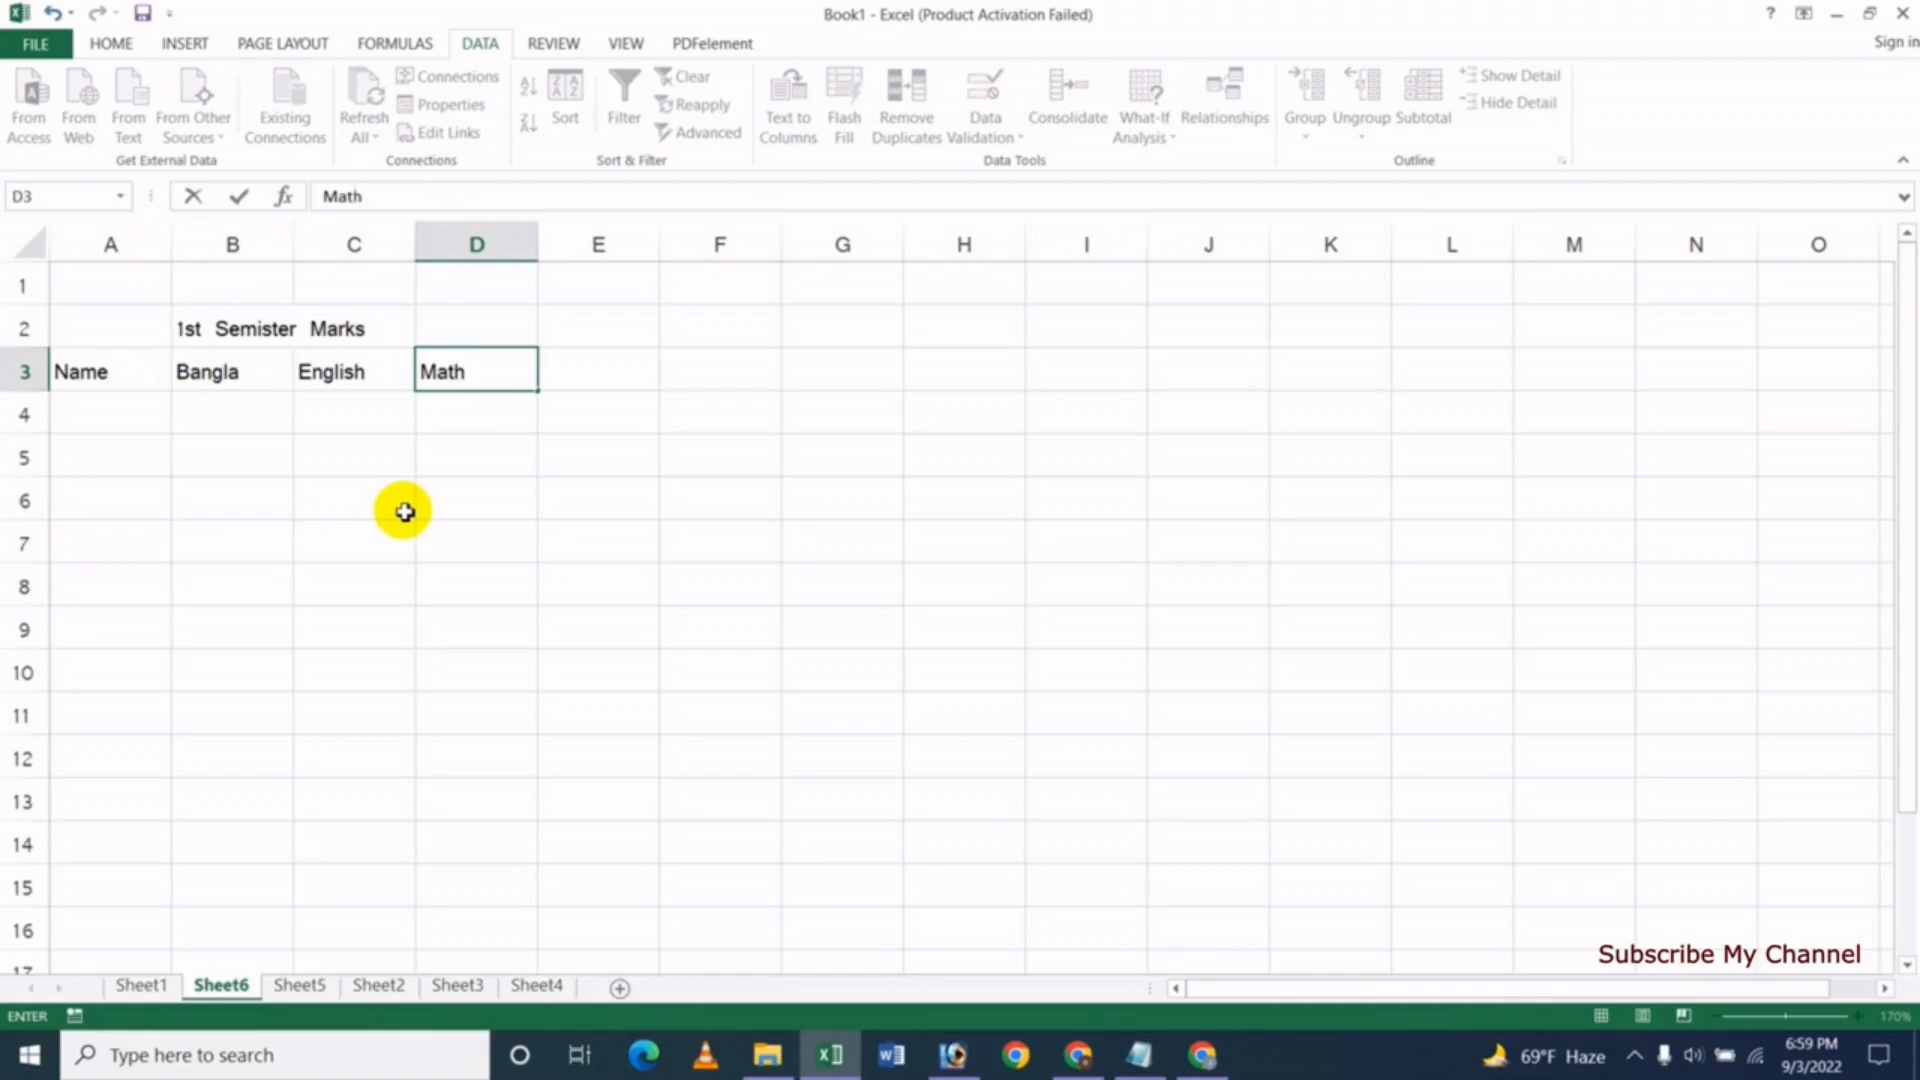 Book1 - Excel (Product Activation Failed)
?
FILE HOME INSERT PAGE LAYOUT FORMULAS DATA REVIEW VIEW PDFelement Sign in
From Access
From Web
From Text
From Other Sources
Get External Data
Existing Connections
Refresh All
Connections
Properties
Edit Links
Connections
Sort
Filter
Clear
Reapply
Advanced
Sort & Filter
Text to Columns
Flash Fill
Remove Duplicates
Data Validation
Consolidate
What-If Analysis
Relationships
Data Tools
Group
Ungroup
Subtotal
Show Detail
Hide Detail
Outline
D3 fx Math
A B C D E F G H I J K L M N O
1
2 1st Semister Marks
3 Name Bangla English Math
4
5
6
7
8
9
10
11
12
13
14
15
16
17
Subscribe My Channel
Sheet1 Sheet6 Sheet5 Sheet2 Sheet3 Sheet4
ENTER 170%
Type here to search
69°F Haze
6:59 PM
9/3/2022